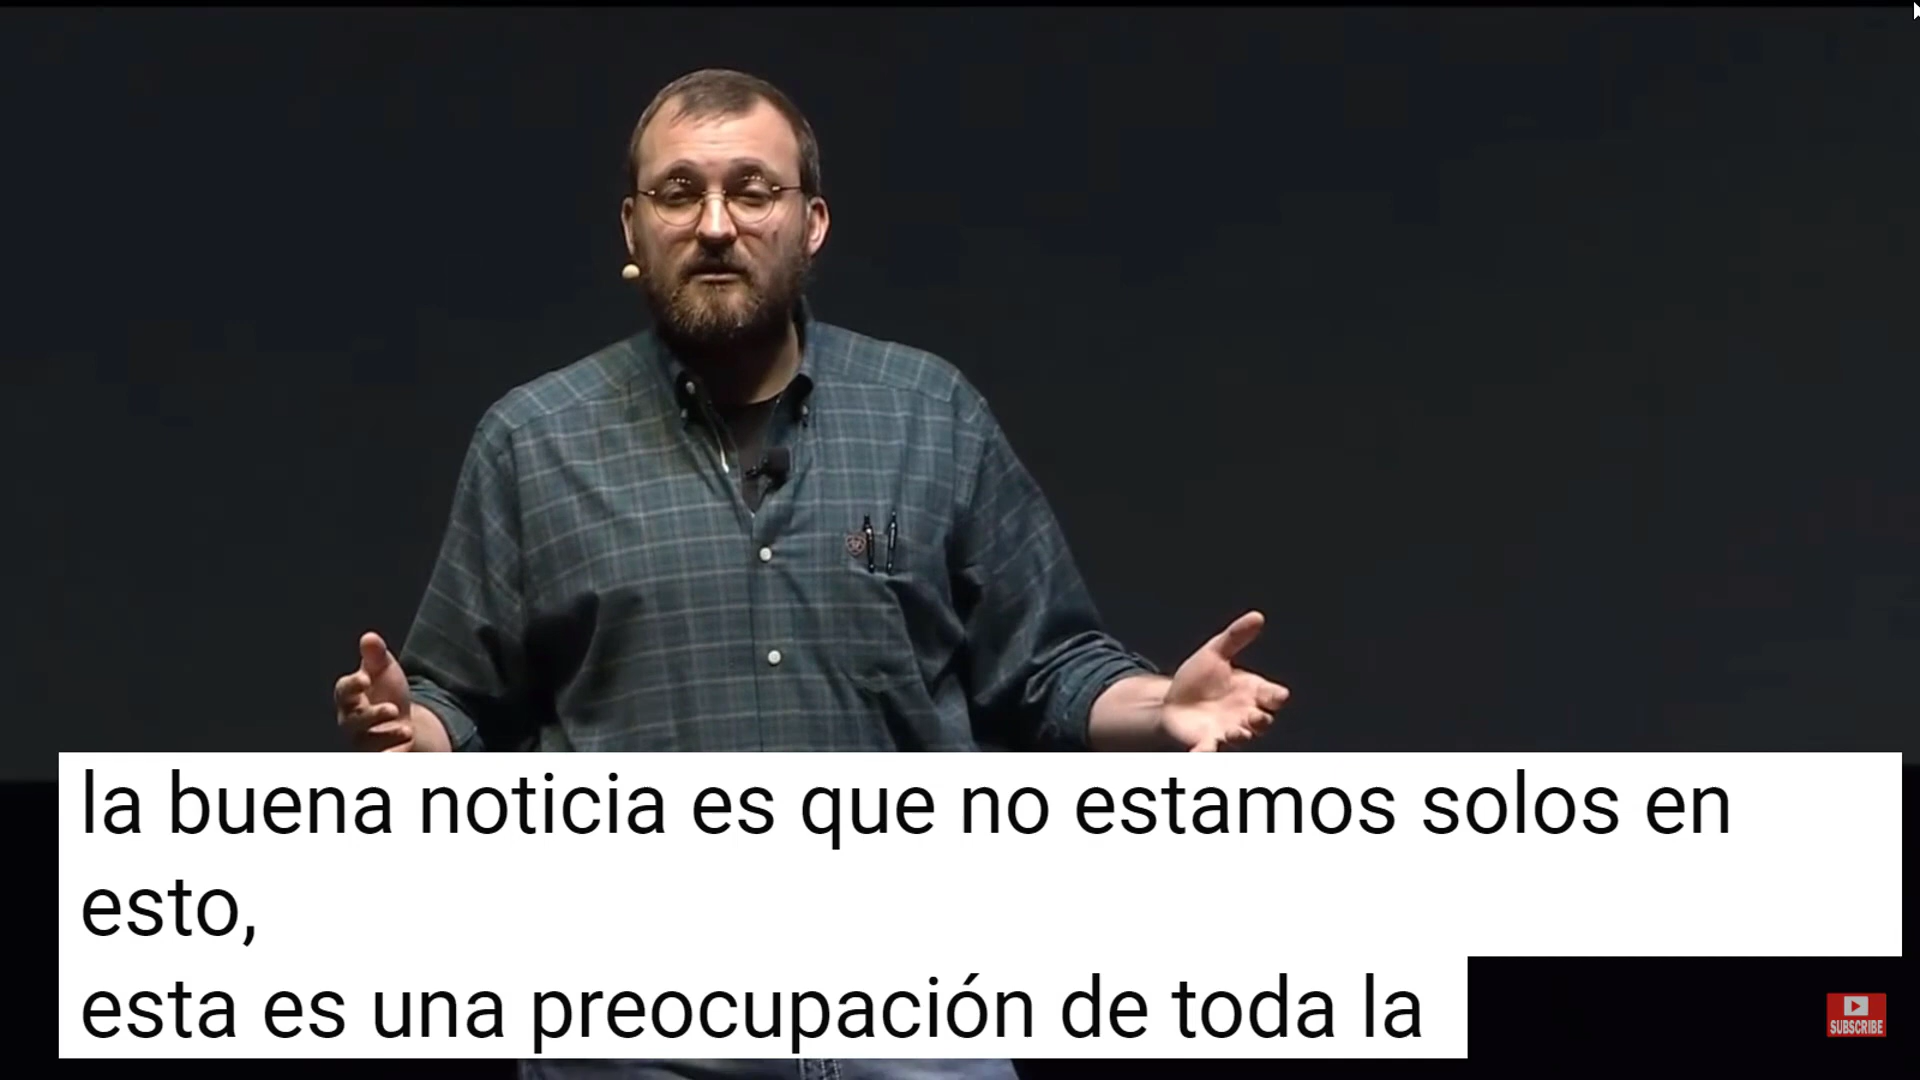 la buena noticia es que no estamos solos en
esto,
esta es una preocupación de toda la
SUBSCRIBE